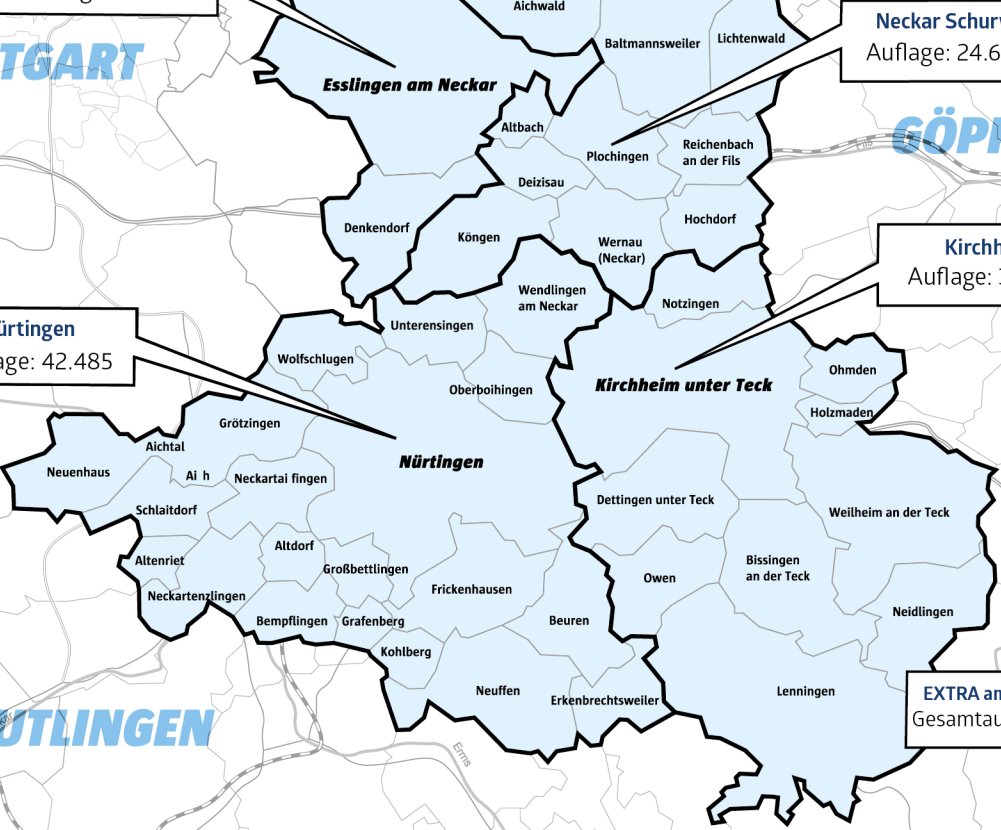 Aichwald
Neckar Schurw
Auflage: 24.6
Baltmannsweiler
Lichtenwald
TGART
Esslingen am Neckar
GÖPP
Altbach
Plochingen
Reichenbach
an der Fils
Fils
Deizisau
Denkendorf
Köngen
Hochdorf
Wernau
(Neckar)
Kirchh
Auflage: 3
Wendlingen
am Neckar
Notzingen
ürtingen
age: 42.485
Unterensingen
Wolfschlugen
Oberboihingen
Kirchheim unter Teck
Ohmden
Holzmaden
Grötzingen
Aichtal
Neuenhaus
Ai h
Neckartai fingen
Nürtingen
Schlaitdorf
Dettingen unter Teck
Weilheim an der Teck
Altenriet
Altdorf
Großbettlingen
Bissingen
an der Teck
Owen
Frickenhausen
Neckartenzlingen
Neidlingen
Bempflingen
Grafenberg
Beuren
Kohlberg
Neuffen
Erkenbrechtsweiler
Lenningen
EXTRA am
Gesamtau
UTLINGEN
Erms